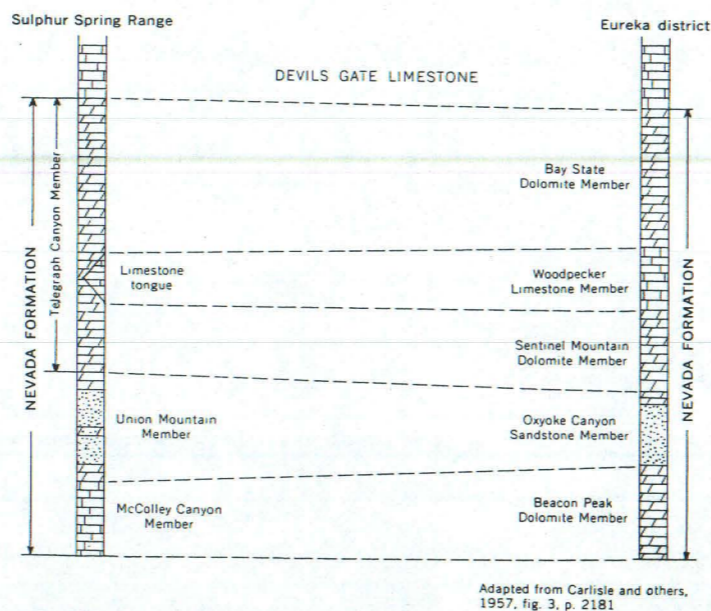 Sulphur Spring Range
Eureka district
DEVILS GATE LIMESTONE
NEVADA FORMATION
Telegraph Canyon Member
Limestone
tongue
Union Mountain
Member
McColley Canyon
Member
Bay State
Dolomite Member
Woodpecker
Limestone Member
Sentinel Mountain
Dolomite Member
Oxyoke Canyon
Sandstone Member
Beacon Peak
Dolomite Member
NEVADA FORMATION
Adapted from Carlisle and others,
1957, fig. 3, p. 2181